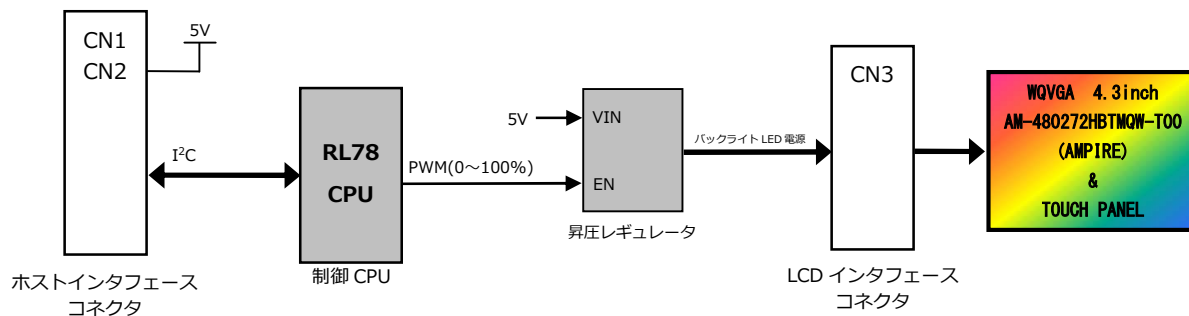 CN1
CN2
5V
I²C
ホストインタフェース
コネクタ
RL78
CPU
制御 CPU
PWM(0～100%)
5V
VIN
EN
昇圧レギュレータ
バックライト LED 電源
CN3
LCD インタフェース
コネクタ
WQVGA 4.3inch
AM-480272HBTMQW-T00
(AMPIRE)
&
TOUCH PANEL